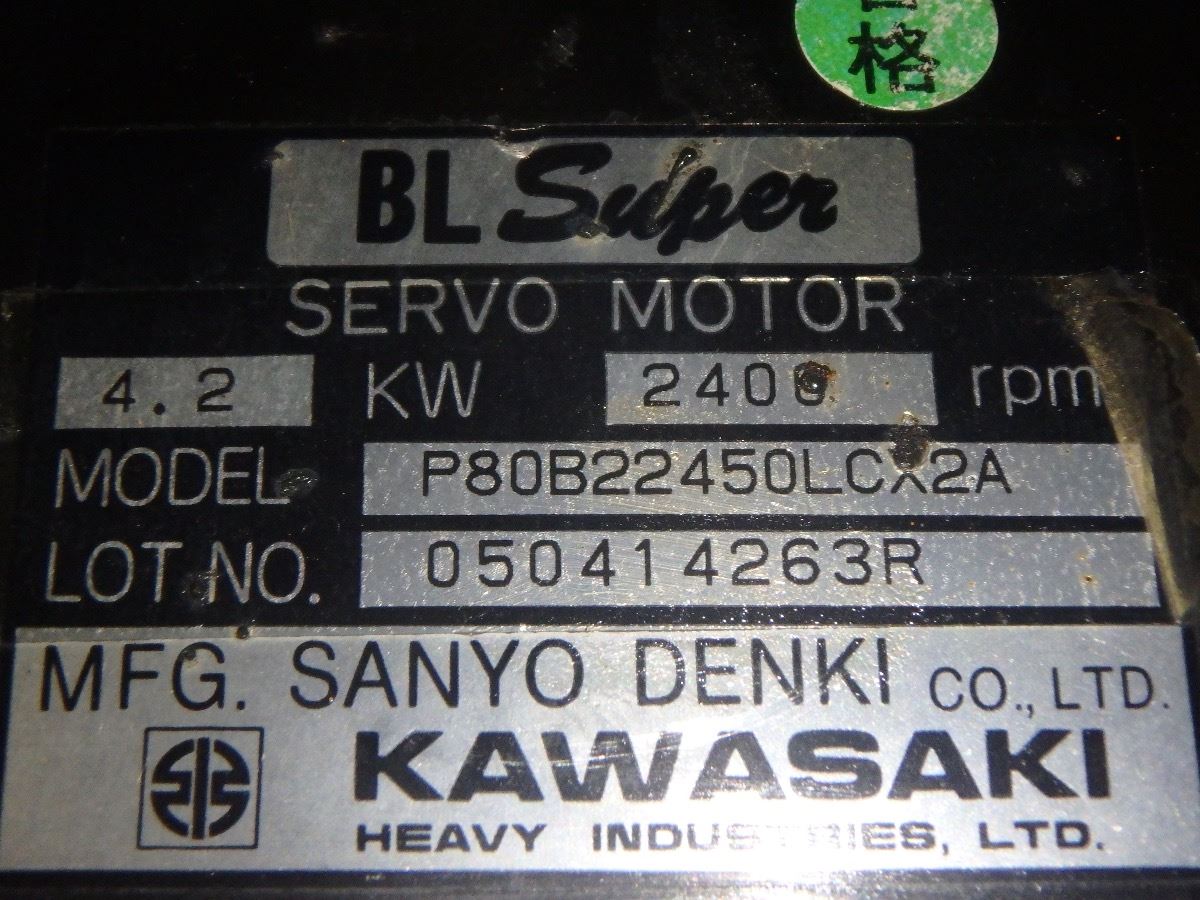 格
BL Super
SERVO MOTOR
4.2 KW 2400 rpm
MODEL P80B22450LCX2A
LOT NO. 050414263R
MFG. SANYO DENKI CO., LTD.
KAWASAKI
HEAVY INDUSTRIES, LTD.